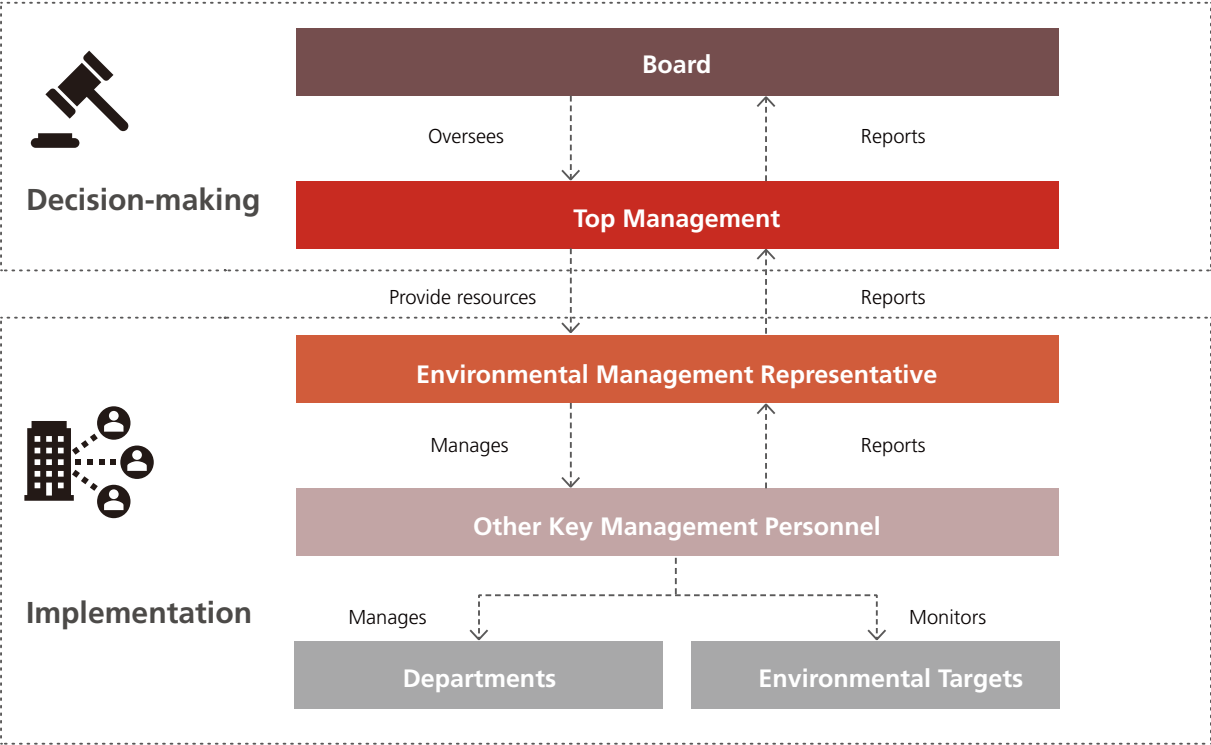 Board
Oversees
Reports
Decision-making
Top Management
Provide resources
Reports
Environmental Management Representative
Manages
Reports
Other Key Management Personnel
Implementation
Manages
Monitors
Departments
Environmental Targets